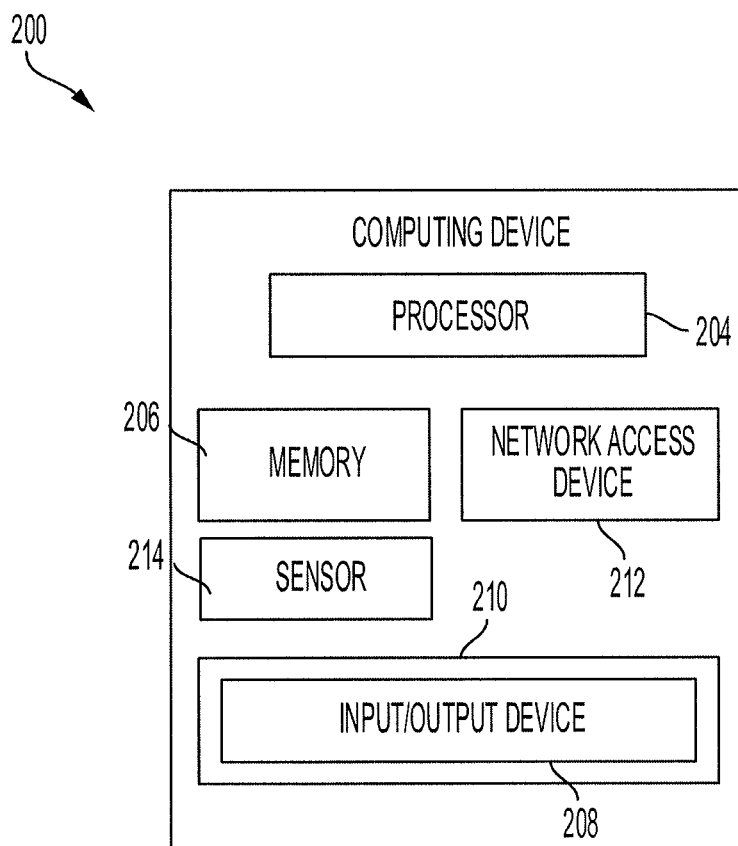 200
COMPUTING DEVICE
PROCESSOR
204
206
MEMORY
NETWORK ACCESS
DEVICE
214
SENSOR
212
210
INPUT/OUTPUT DEVICE
208